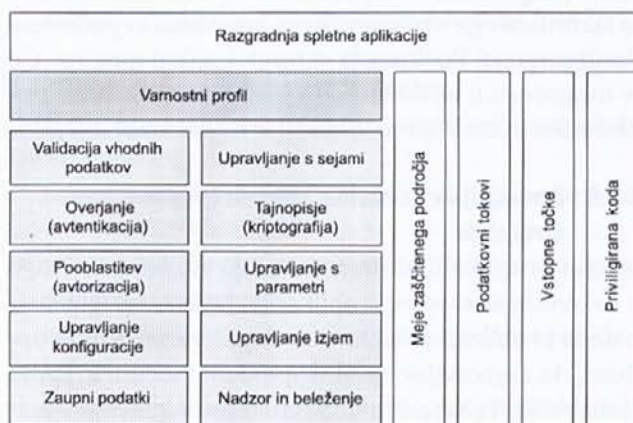 Razgradnja spletne aplikacije
Varnostni profil
Validacija vhodnih
podatkov
Upravljanje s sejami
Overjanje
(avtentikacija)
Tajnopisje
(kriptografija)
Pooblastitev
(avtorizacija)
Upravljanje s
parametri
Upravljanje
konfiguracije
Upravljanje izjem
Zaupni podatki
Nadzor in beleženje
Meje zaščitenega področja
Podatkovni tokovi
Vstopne točke
Priviligirana koda